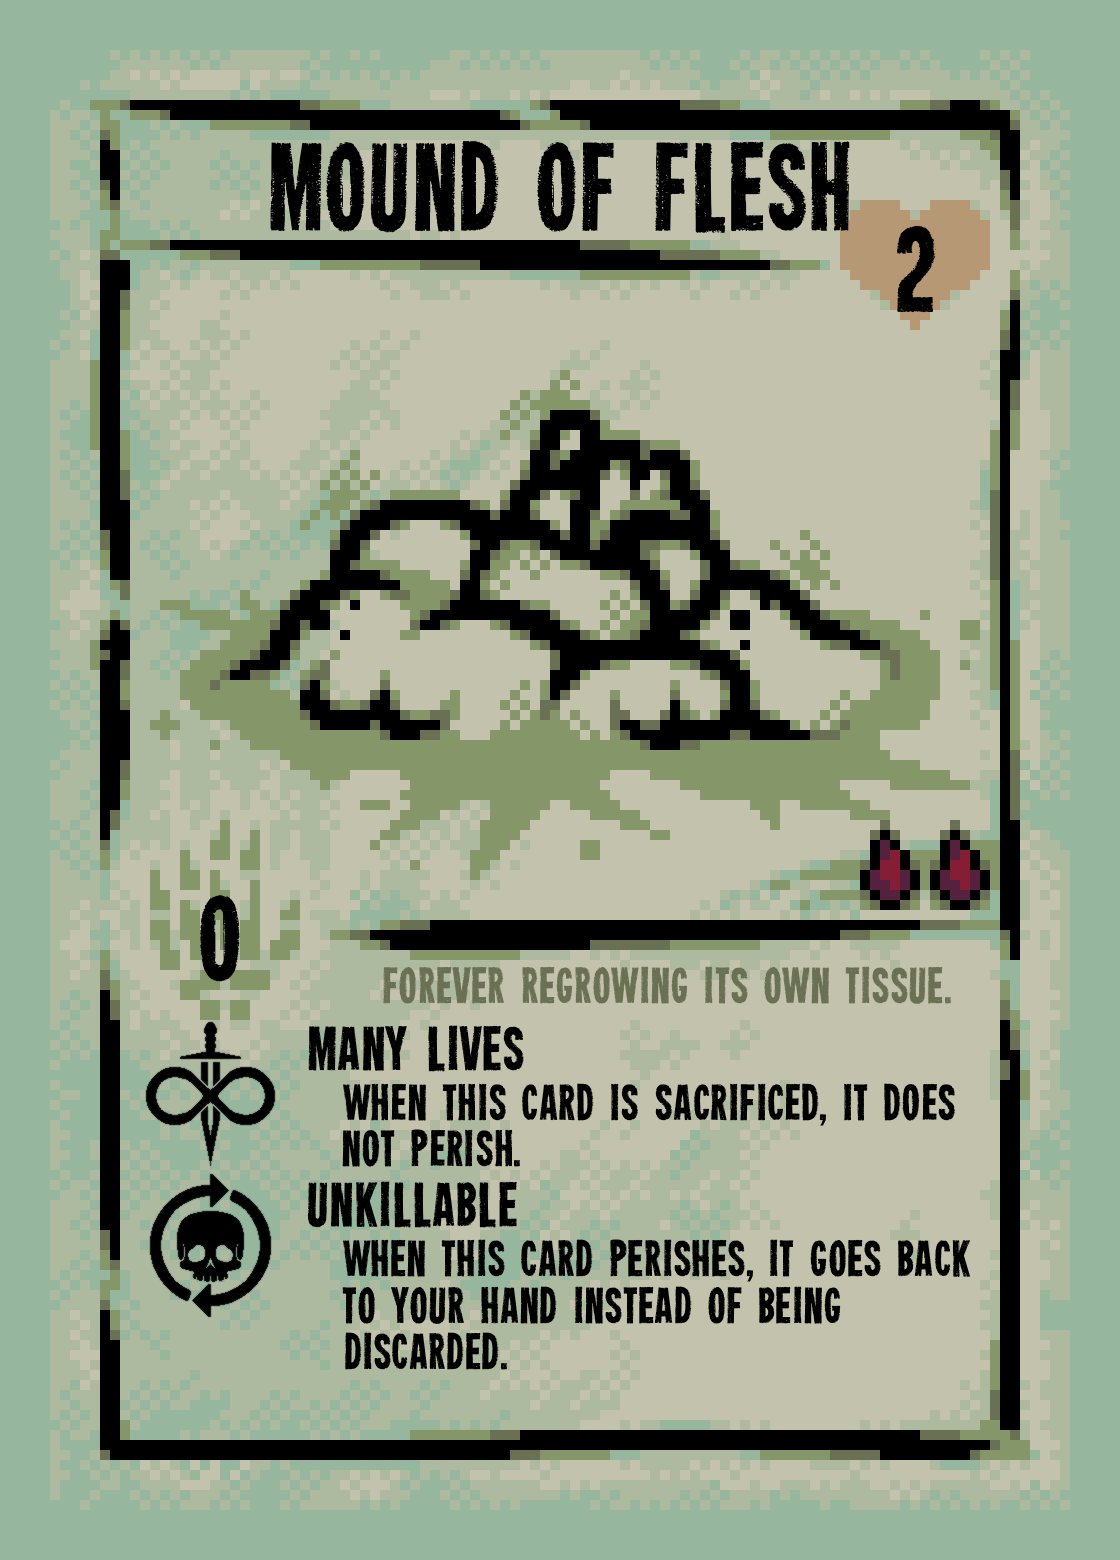 MOUND OF FLESH
2
0
FOREVER REGROWING ITS OWN TISSUE.
MANY LIVES
WHEN THIS CARD IS SACRIFICED, IT DOES
NOT PERISH.
UNKILLABLE
WHEN THIS CARD PERISHES, IT GOES BACK
TO YOUR HAND INSTEAD OF BEING
DISCARDED.